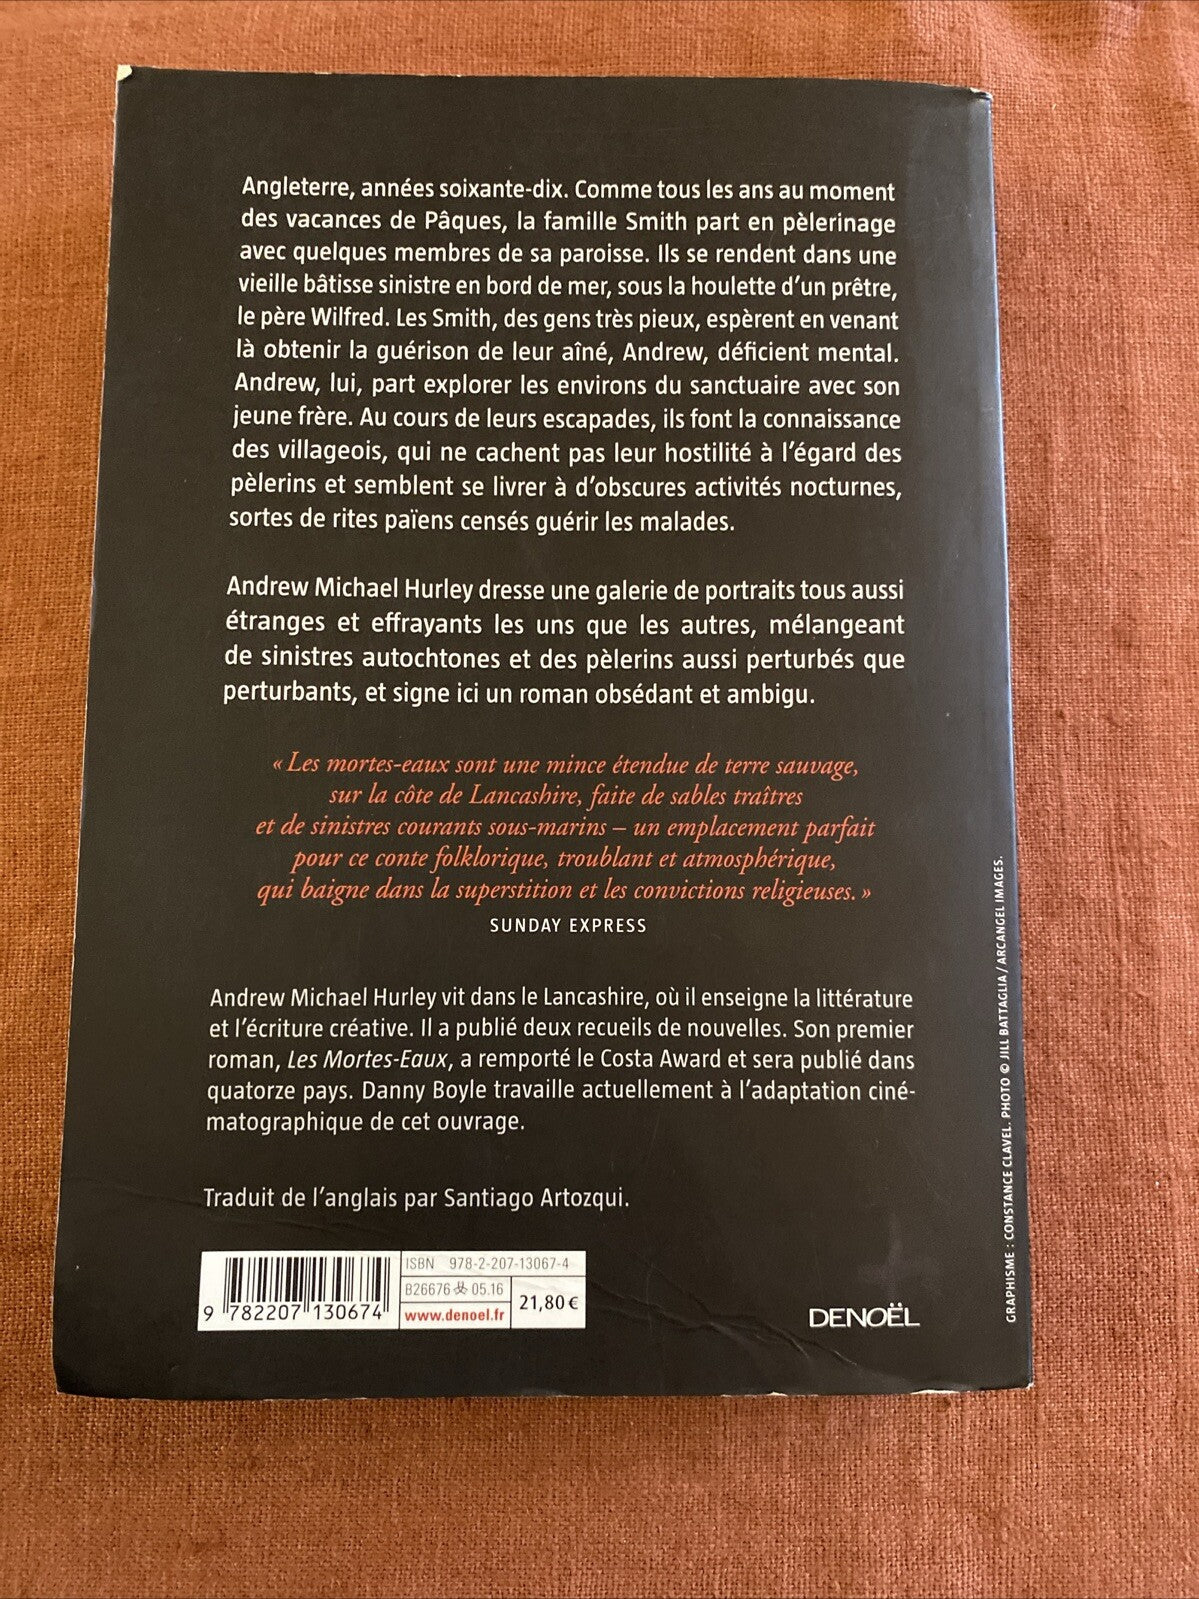 Angleterre, années soixante-dix. Comme tous les ans au moment
des vacances de Pâques, la famille Smith part en pèlerinage
avec quelques membres de sa paroisse. Ils se rendent dans une
vieille bâtisse sinistre en bord de mer, sous la houlette d'un prêtre,
le père Wilfred. Les Smith, des gens très pieux, espèrent en venant
là obtenir la guérison de leur aîné, Andrew, déficient mental.
Andrew, lui, part explorer les environs du sanctuaire avec son
jeune frère. Au cours de leurs escapades, ils font la connaissance
des villageois, qui ne cachent pas leur hostilité à l'égard des
pèlerins et semblent se livrer à d'obscures activités nocturnes,
sortes de rites païens censés guérir les malades.
Andrew Michael Hurley dresse une galerie de portraits tous aussi
étranges et effrayants les uns que les autres, mélangeant
de sinistres autochtones et des pèlerins aussi perturbés que
perturbants, et signe ici un roman obsédant et ambigu.
« Les mortes-eaux sont une mince étendue de terre sauvage,
sur la côte de Lancashire, faite de sables traîtres
et de sinistres courants sous-marins – un emplacement parfait
pour ce conte folklorique, troublant et atmosphérique,
qui baigne dans la superstition et les convictions religieuses. »
SUNDAY EXPRESS
Andrew Michael Hurley vit dans le Lancashire, où il enseigne la littérature
et l'écriture créative. Il a publié deux recueils de nouvelles. Son premier
roman, Les Mortes-Eaux, a remporté le Costa Award et sera publié dans
quatorze pays. Danny Boyle travaille actuellement à l'adaptation ciné-
matographique de cet ouvrage.
Traduit de l'anglais par Santiago Artozqui.
ISBN 978-2-207-13067-4
B26676 05.16
www.denoel.fr
21,80 €
9 782207 130674
DENOËL
GRAPHISME : CONSTANCE CLAVEL. PHOTO © JILL BATTAGLIA / ARCANGEL IMAGES.